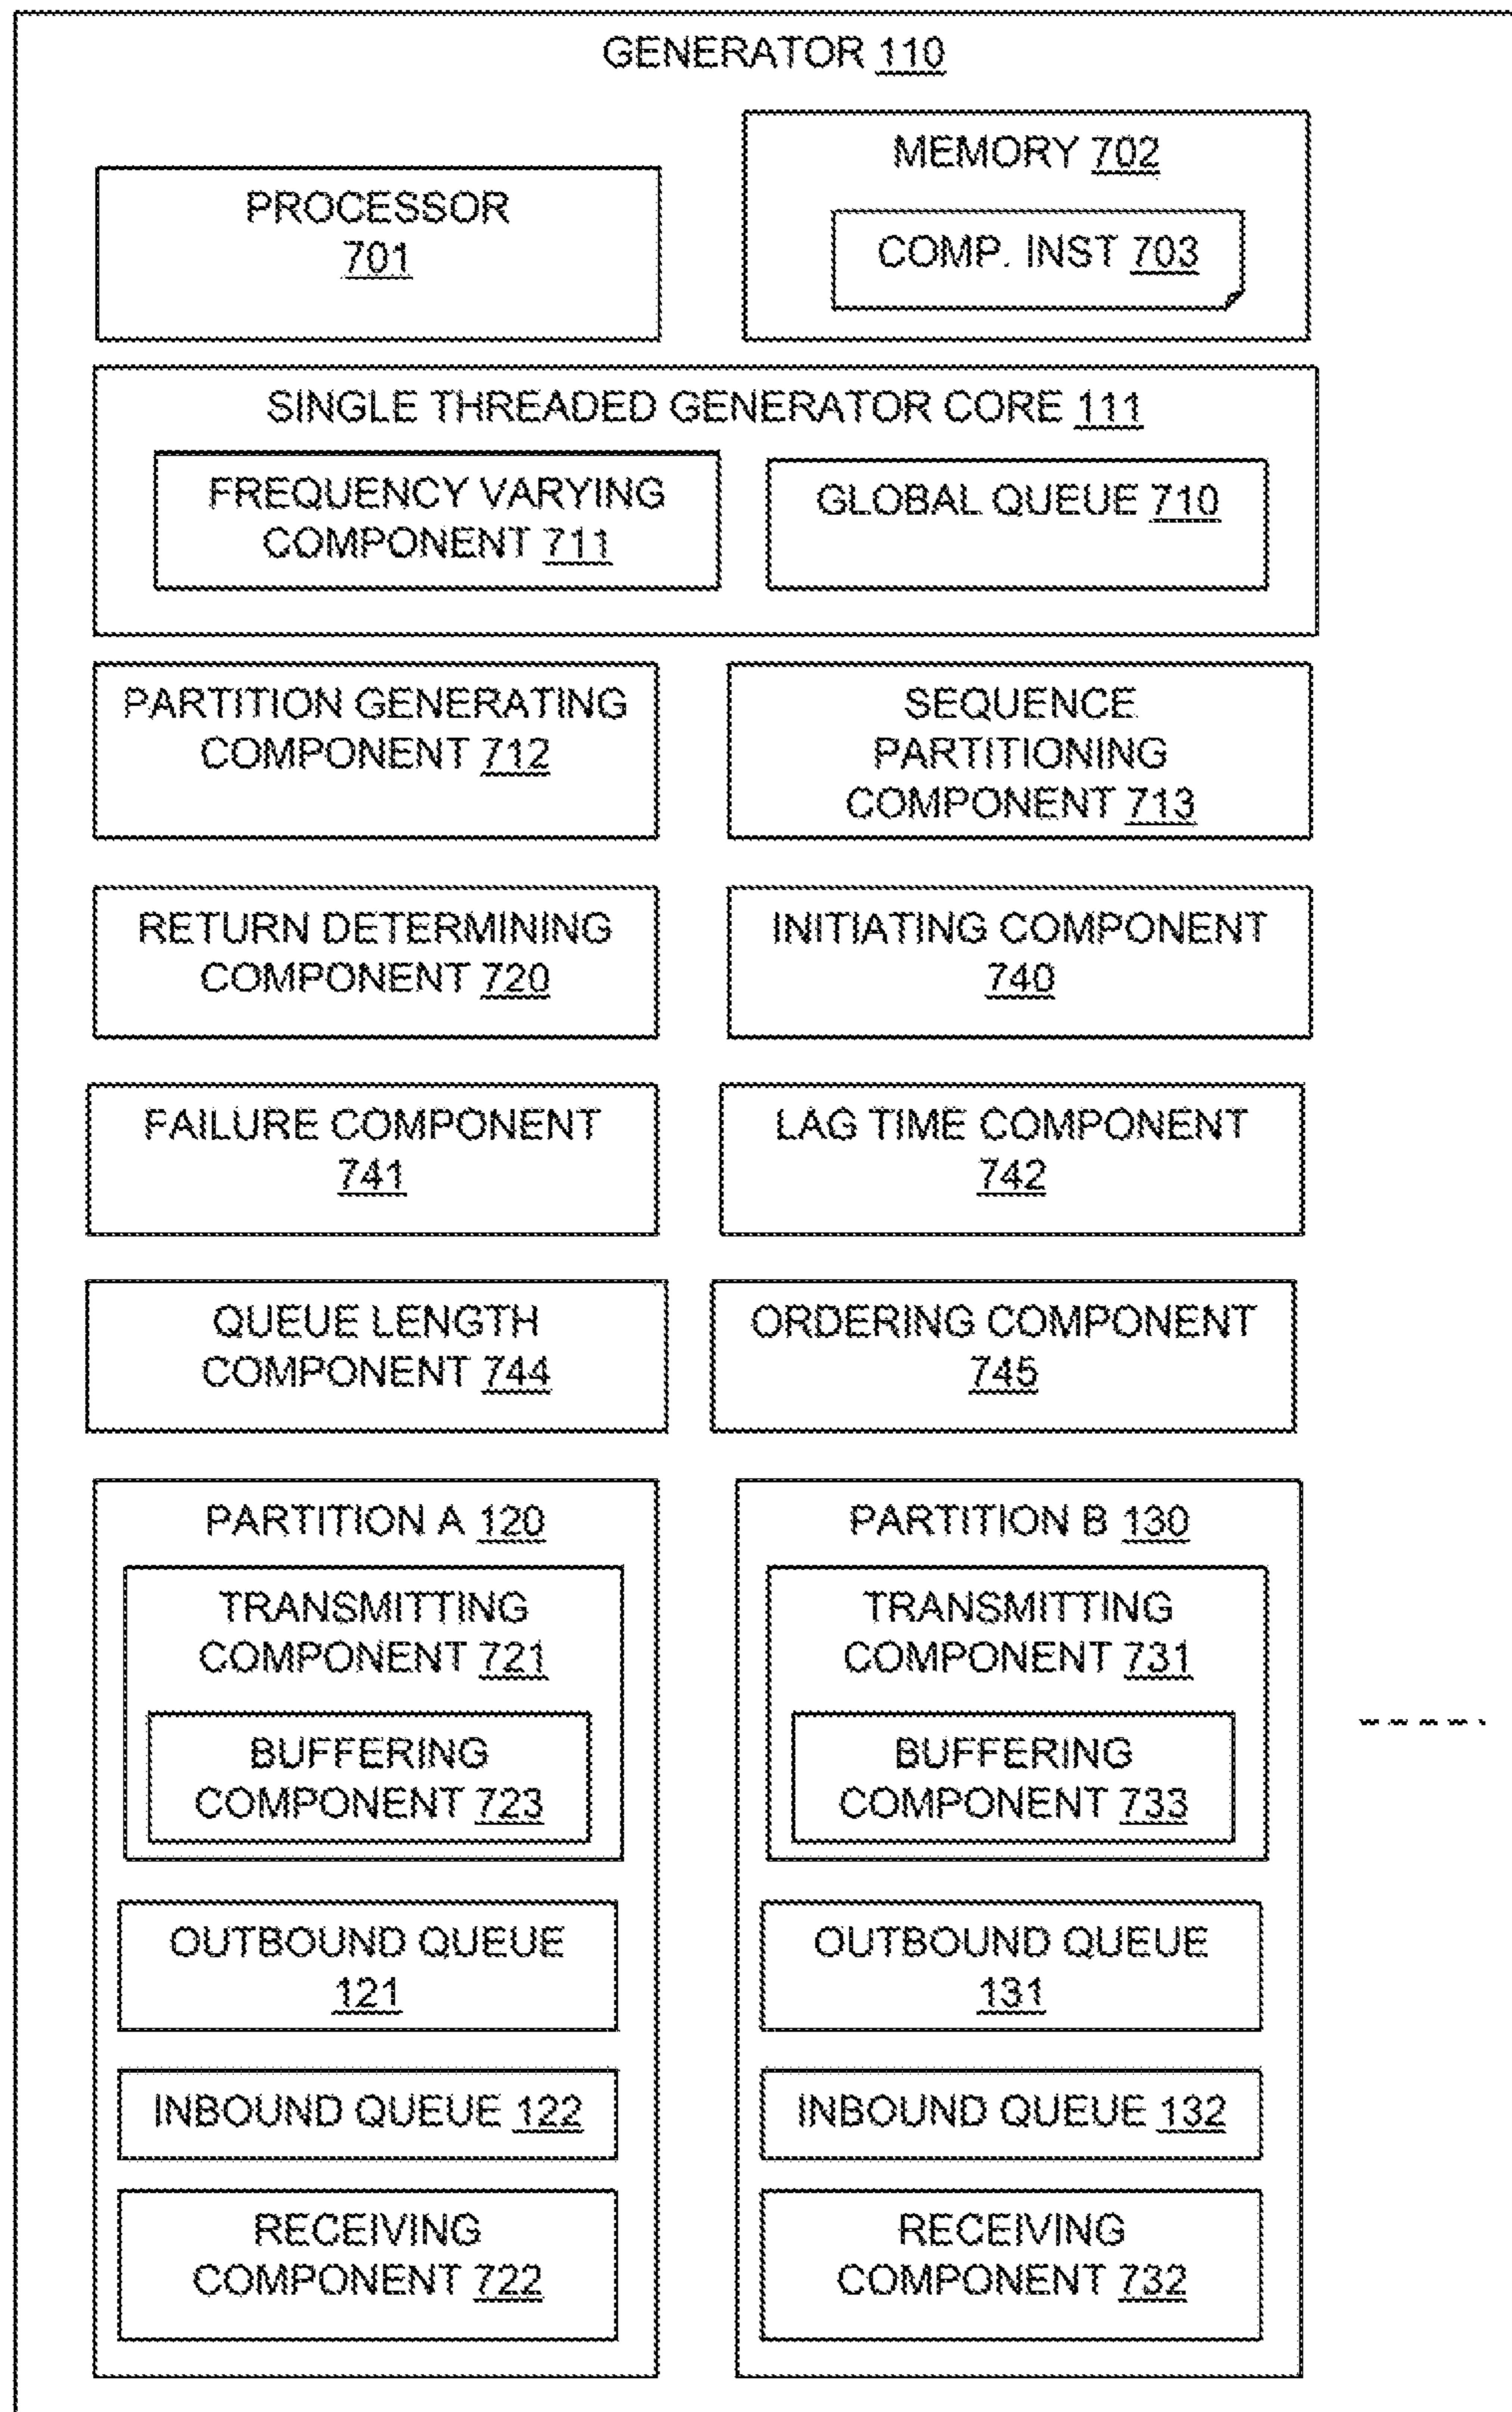 GENERATOR 110
PROCESSOR
701
MEMORY 702
COMP. INST 703
SINGLE THREADED GENERATOR CORE 111
FREQUENCY VARYING
COMPONENT 711
GLOBAL QUEUE 710
PARTITION GENERATING
COMPONENT 712
SEQUENCE
PARTITIONING
COMPONENT 713
RETURN DETERMINING
COMPONENT 720
INITIATING COMPONENT
740
FAILURE COMPONENT
741
LAG TIME COMPONENT
742
QUEUE LENGTH
COMPONENT 744
ORDERING COMPONENT
745
PARTITION A 120
TRANSMITTING
COMPONENT 721
BUFFERING
COMPONENT 723
OUTBOUND QUEUE
121
INBOUND QUEUE 122
RECEIVING
COMPONENT 722
PARTITION B 130
TRANSMITTING
COMPONENT 731
BUFFERING
COMPONENT 733
OUTBOUND QUEUE
131
INBOUND QUEUE 132
RECEIVING
COMPONENT 732